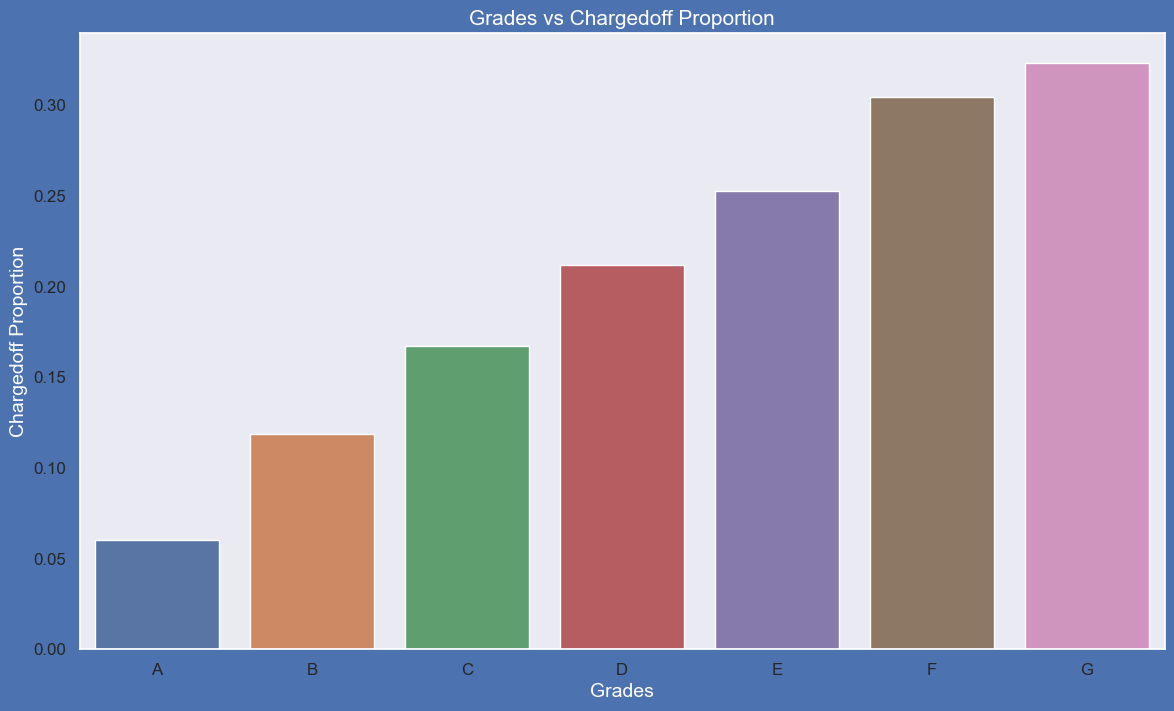 Grades vs Chargedoff Proportion
Chargedoff Proportion
0.30
0.25
0.20
0.15
0.10
0.05
0.00
A B C D E F G
Grades